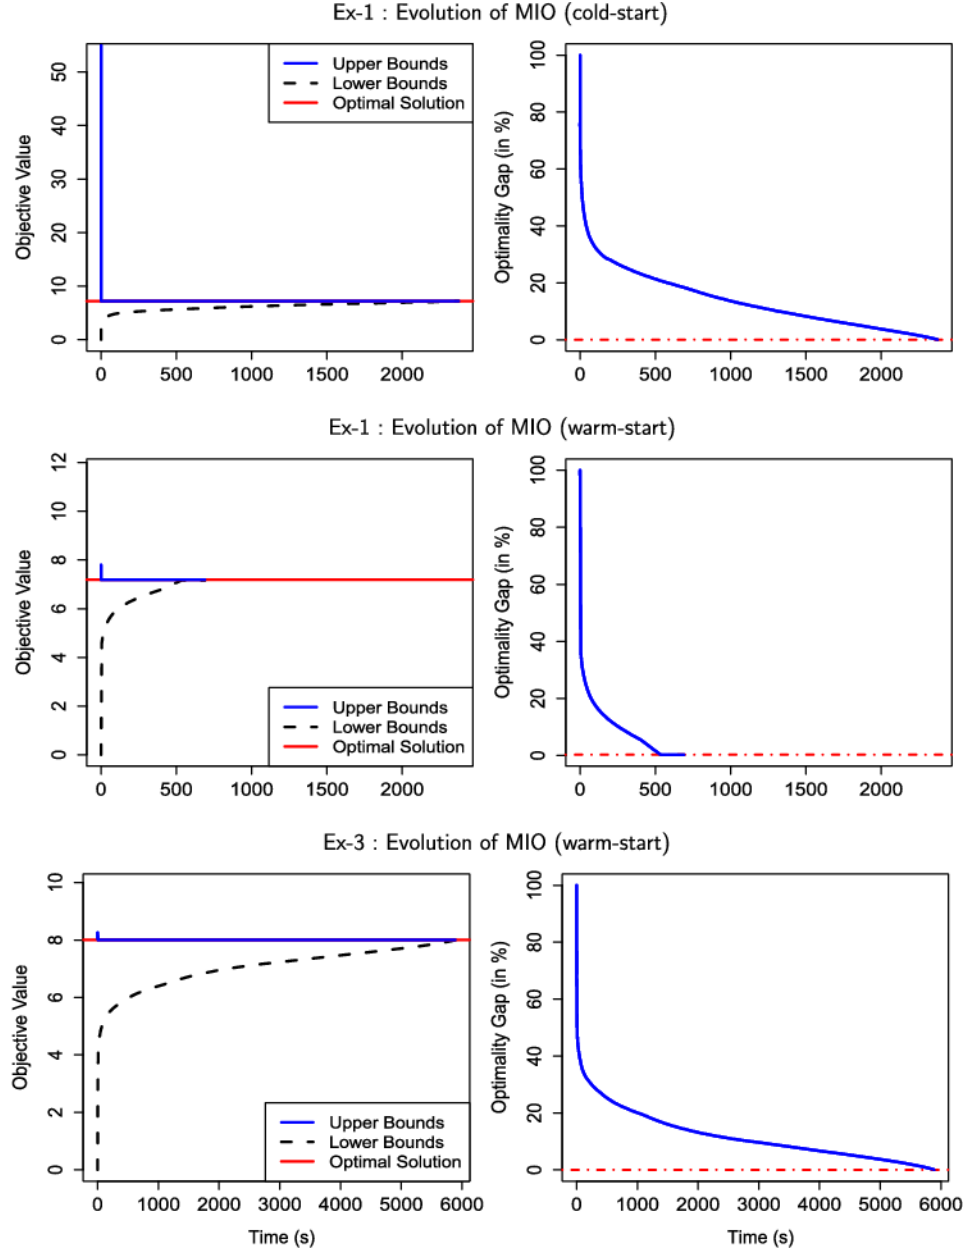 Ex-1 : Evolution of MIO (cold-start)
Objective Value
50
40
30
20
10
0
Upper Bounds
Lower Bounds
Optimal Solution
0 500 1000 1500 2000
Optimality Gap (in %)
100
80
60
40
20
0
0 500 1000 1500 2000
Ex-1 : Evolution of MIO (warm-start)
Objective Value
12
10
8
6
4
2
0
Upper Bounds
Lower Bounds
Optimal Solution
0 500 1000 1500 2000
Optimality Gap (in %)
100
80
60
40
20
0
0 500 1000 1500 2000
Ex-3 : Evolution of MIO (warm-start)
Objective Value
10
8
6
4
2
0
Upper Bounds
Lower Bounds
Optimal Solution
0 1000 2000 3000 4000 5000 6000
Time (s)
Optimality Gap (in %)
100
80
60
40
20
0
0 1000 2000 3000 4000 5000 6000
Time (s)